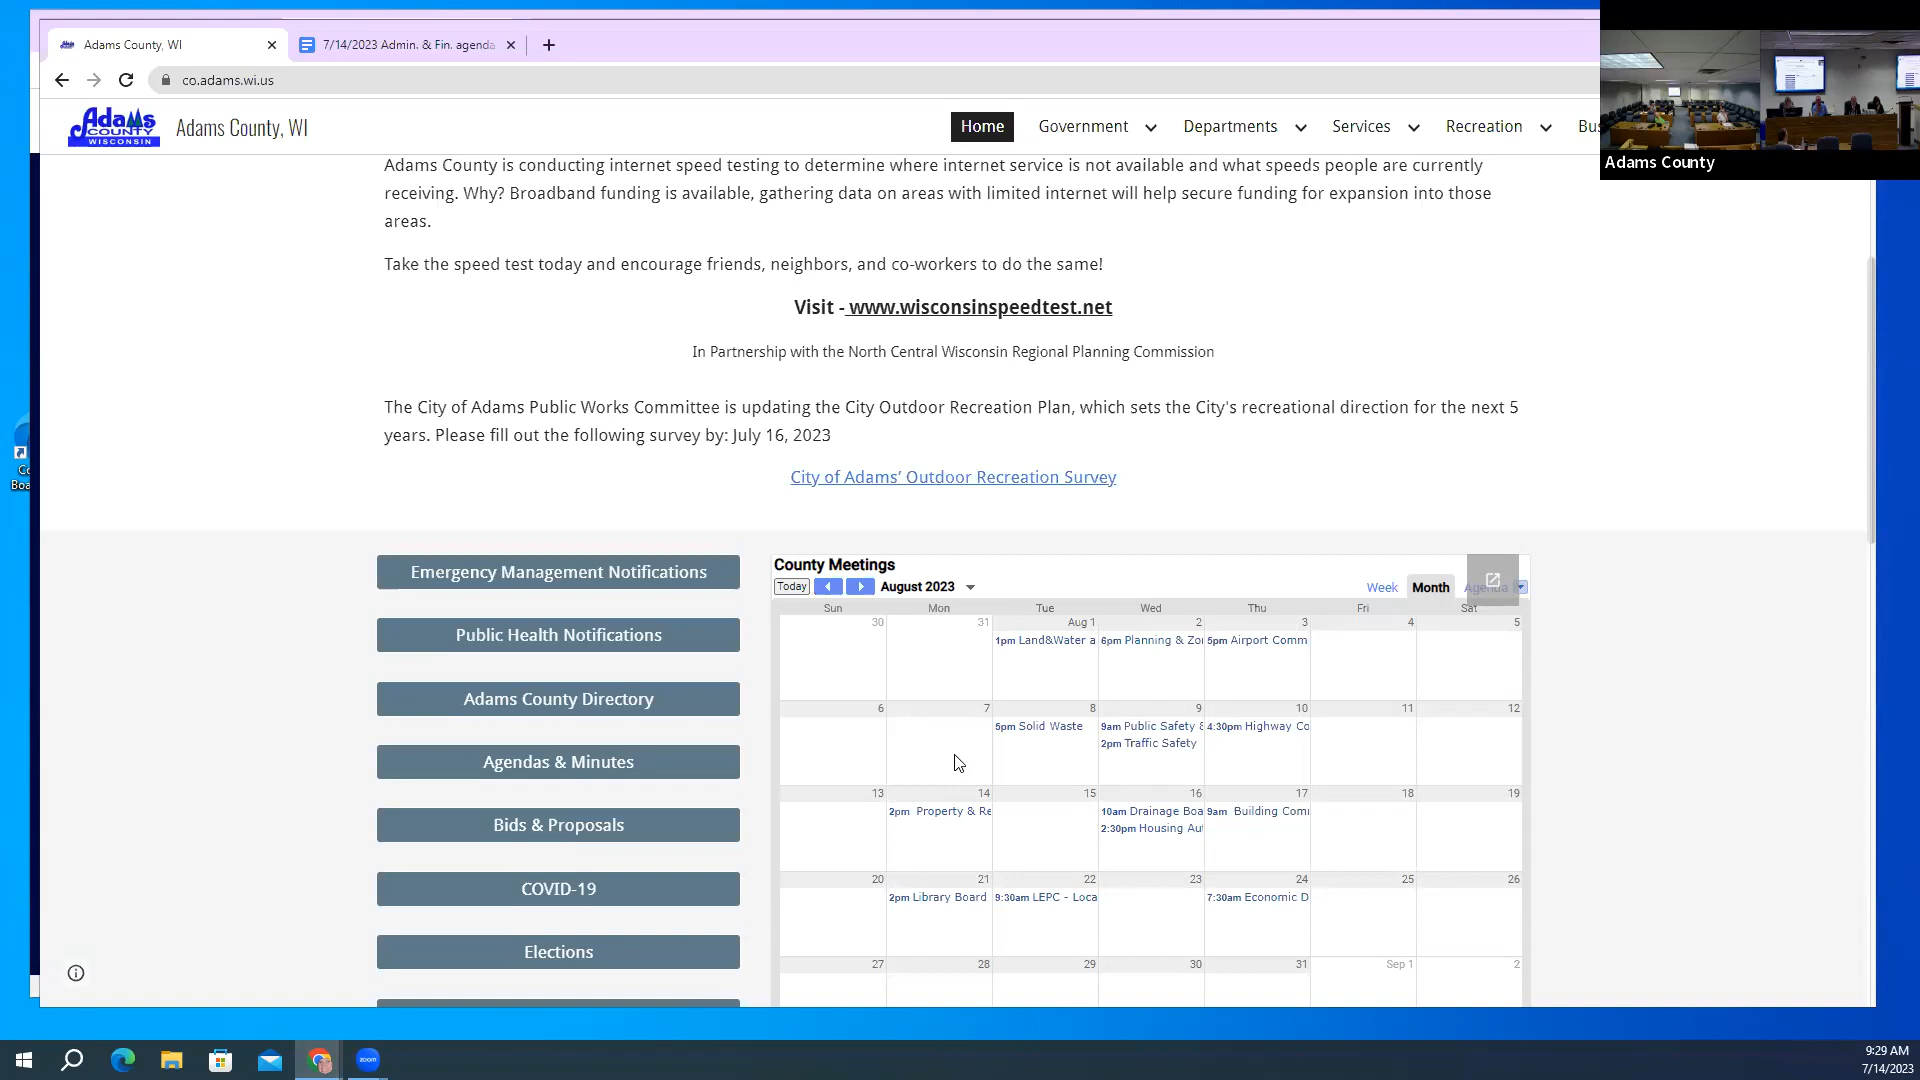 Adams County, WI
7/14/2023 Admin. & Fin. agenda
co.adams.wi.us
Adams COUNTY WISCONSIN
Adams County, WI
Home
Government
Departments
Services
Recreation
Adams County
Adams County is conducting internet speed testing to determine where internet service is not available and what speeds people are currently
receiving. Why? Broadband funding is available, gathering data on areas with limited internet will help secure funding for expansion into those
areas.
Take the speed test today and encourage friends, neighbors, and co-workers to do the same!
Visit - www.wisconsinspeedtest.net
In Partnership with the North Central Wisconsin Regional Planning Commission
The City of Adams Public Works Committee is updating the City Outdoor Recreation Plan, which sets the City's recreational direction for the next 5
years. Please fill out the following survey by: July 16, 2023
City of Adams' Outdoor Recreation Survey
Emergency Management Notifications
Public Health Notifications
Adams County Directory
Agendas & Minutes
Bids & Proposals
COVID-19
Elections
County Meetings
Today
August 2023
Week
Month
Agenda
Sun Mon Tue Wed Thu Fri Sat
30 31 Aug 1 2 3 4 5
1pm Land&Water a 6pm Planning & Zo 5pm Airport Comm
6 7 8 9 10 11 12
5pm Solid Waste 9am Public Safety & 4:30pm Highway Co
2pm Traffic Safety
13 14 15 16 17 18 19
2pm Property & Re 10am Drainage Boa 9am Building Com
2:30pm Housing Au
20 21 22 23 24 25 26
2pm Library Board 9:30am LEPC - Loca 7:30am Economic D
27 28 29 30 31 Sep 1 2
9:29 AM
7/14/2023
zoom